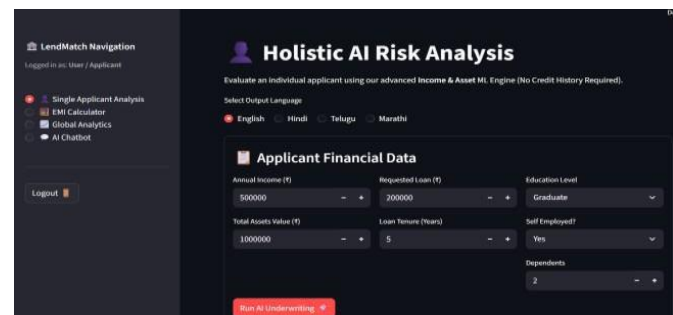 LendMatch Navigation
Logged in as: User / Applicant
Single Applicant Analysis
EMI Calculator
Global Analytics
AI Chatbot
Logout
Holistic AI Risk Analysis
Evaluate an individual applicant using our advanced Income & Asset ML Engine (No Credit History Required).
Select Output Language
English Hindi Telugu Marathi
Applicant Financial Data
Annual Income (₹) Requested Loan (₹) Education Level
500000 - + 200000 - + Graduate
Total Assets Value (₹) Loan Tenure (Years) Self Employed?
1000000 - + 5 - + Yes
Dependents
2 - +
Run AI Underwriting